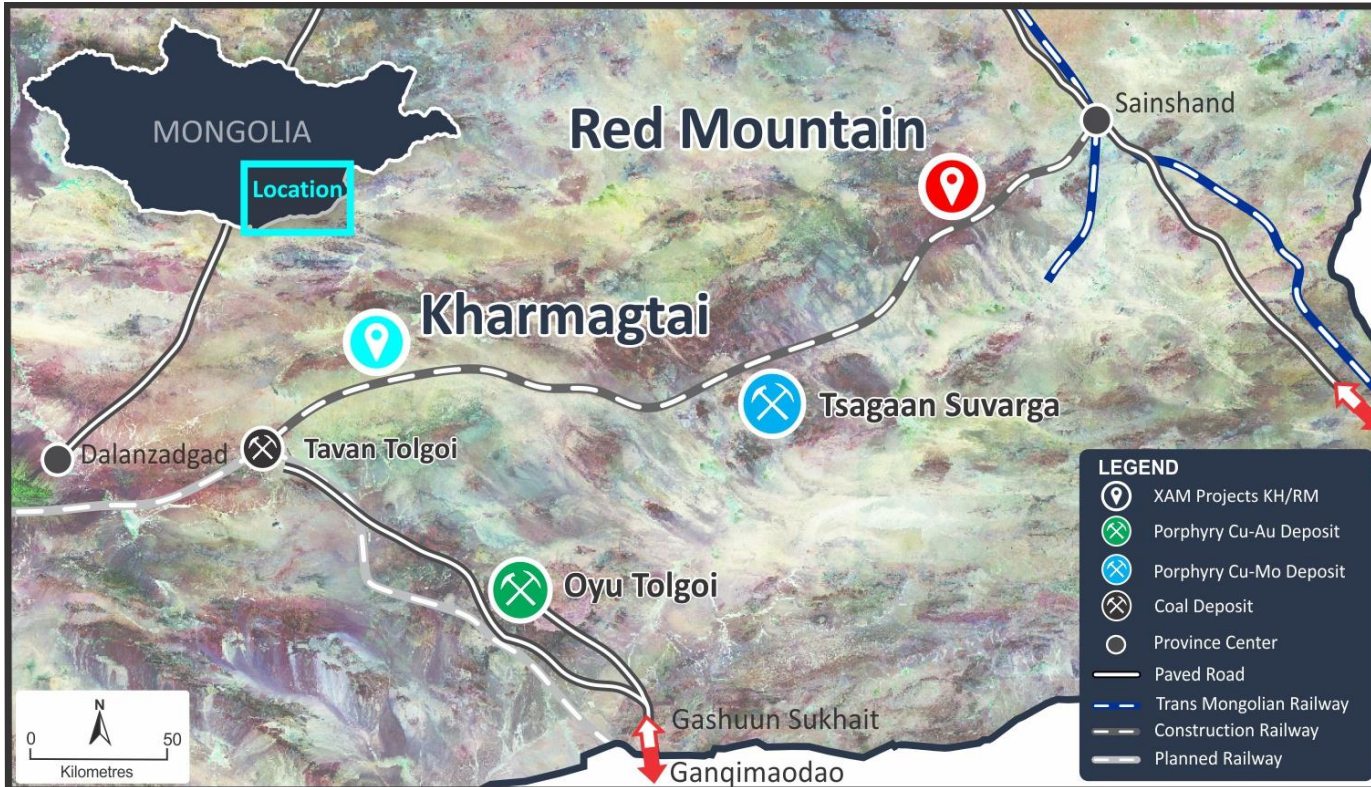 MONGOLIA
Location
Red Mountain
Sainshand
Kharmagtai
Tsagaan Suvarga
Dalanzadgad
Tavan Tolgoi
Oyu Tolgoi
Gashuun Sukhait
Ganqimaodao
N
0 50
Kilometres
LEGEND
XAM Projects KH/RM
Porphyry Cu-Au Deposit
Porphyry Cu-Mo Deposit
Coal Deposit
Province Center
Paved Road
Trans Mongolian Railway
Construction Railway
Planned Railway